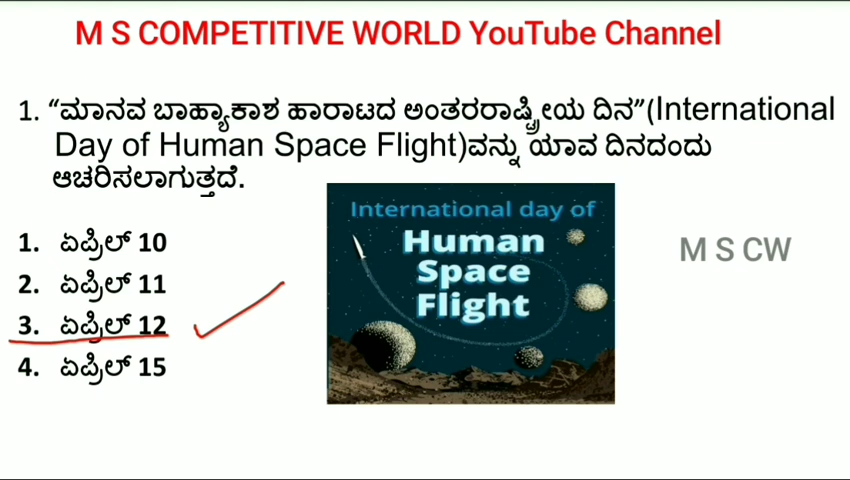 M S COMPETITIVE WORLD YouTube Channel
1. “ಮಾನವ ಬಾಹ್ಯಾಕಾಶ ಹಾರಾಟದ ಅಂತರರಾಷ್ಟ್ರೀಯ ದಿನ”(International
Day of Human Space Flight)ವನ್ನು ಯಾವ ದಿನದಂದು
ಆಚರಿಸಲಾಗುತ್ತದೆ.
International day of
Human
Space
Flight
M S CW
1. ಏಪ್ರಿಲ್ 10
2. ಏಪ್ರಿಲ್ 11
3. ಏಪ್ರಿಲ್ 12
4. ಏಪ್ರಿಲ್ 15